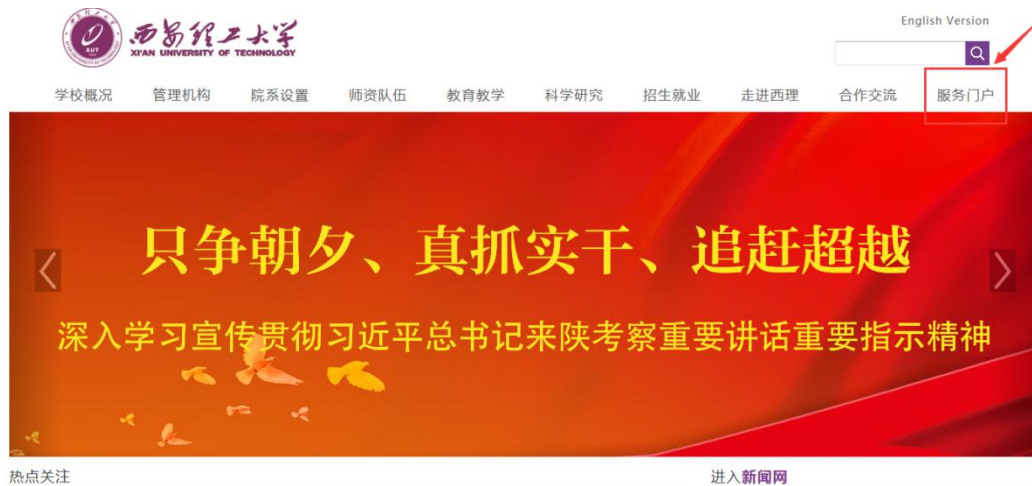 English Version
西安理工大学
XI'AN UNIVERSITY OF TECHNOLOGY
XUT
学校概况 管理机构 院系设置 师资队伍 教育教学 科学研究 招生就业 走进西理 合作交流 服务门户
只争朝夕、真抓实干、追赶超越
深入学习宣传贯彻习近平总书记来陕考察重要讲话重要指示精神
热点关注 进入新闻网